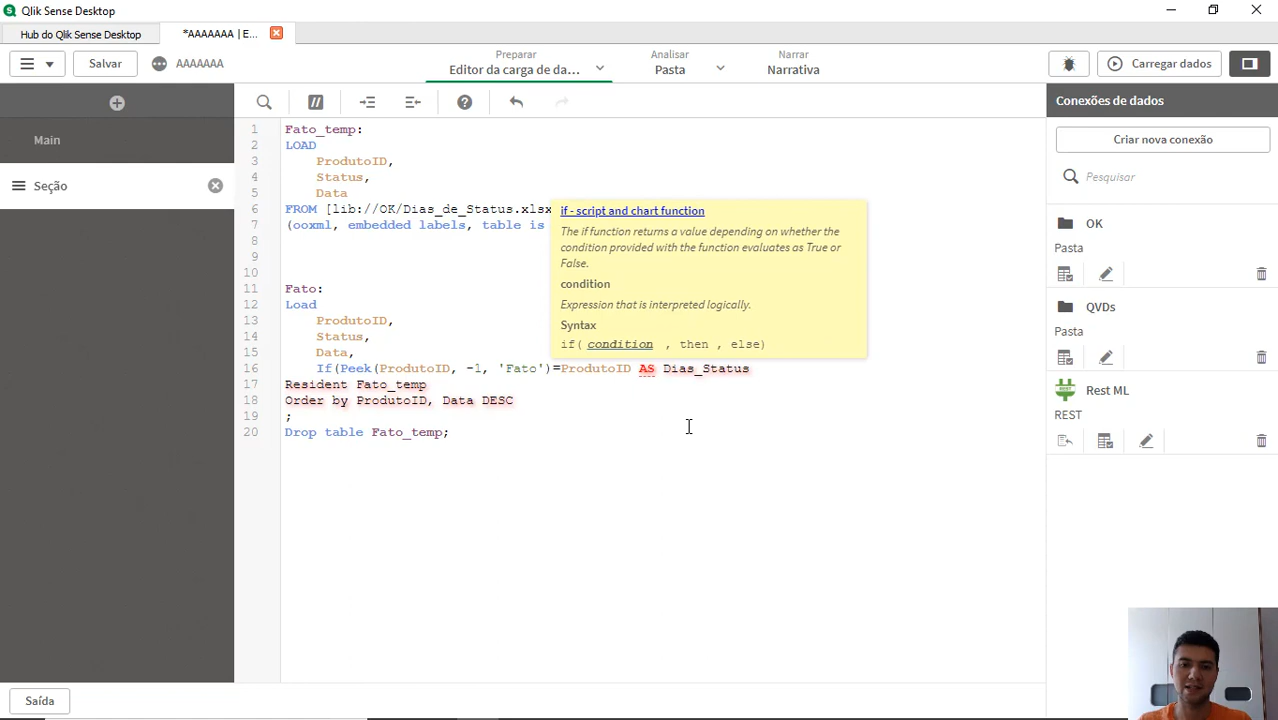 Qlik Sense Desktop
Hub do Qlik Sense Desktop
*AAAAAAA | E...
Salvar
AAAAAAA
Preparar
Editor da carga de da...
Analisar
Pasta
Narrar
Narrativa
Carregar dados
Main
Seção
1 Fato_temp:
2 LOAD
3 ProdutoID,
4 Status,
5 Data
6 FROM [lib://OK/Dias_de_Status.xlsx
7 (ooxml, embedded labels, table is
8
9
10
11 Fato:
12 Load
13 ProdutoID,
14 Status,
15 Data,
16 If(Peek(ProdutoID, -1, 'Fato')=ProdutoID AS Dias_Status
17 Resident Fato_temp
18 Order by ProdutoID, Data DESC
19 ;
20 Drop table Fato_temp;
if - script and chart function
The if function returns a value depending on whether the
condition provided with the function evaluates as True or
False.
condition
Expression that is interpreted logically.
Syntax
if( condition , then , else)
Conexões de dados
Criar nova conexão
Pesquisar
OK
Pasta
QVDs
Pasta
REST
Rest ML
REST
Saída